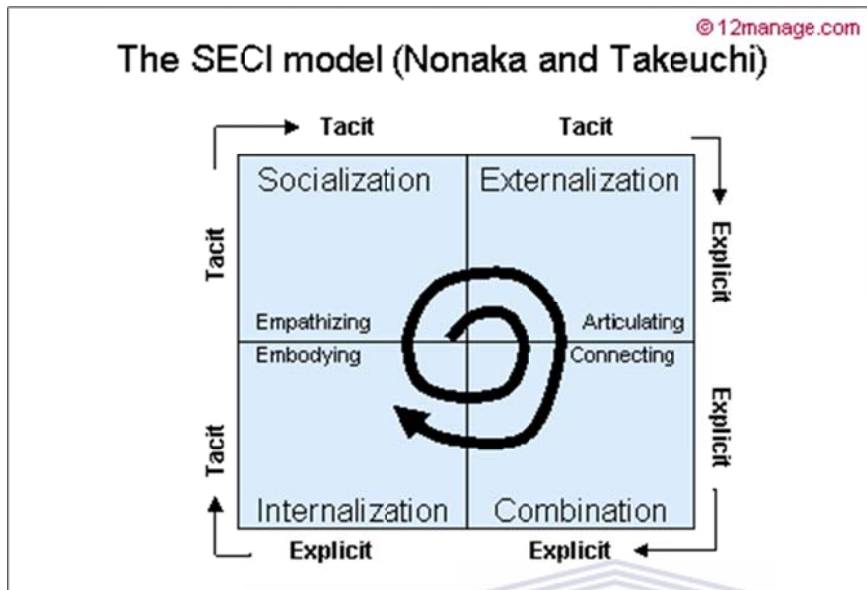 © 12manage.com
The SECI model (Nonaka and Takeuchi)
Tacit
Tacit
Socialization
Externalization
Tacit
Explicit
Empathizing
Articulating
Embodying
Connecting
Tacit
Explicit
Internalization
Combination
Explicit
Explicit